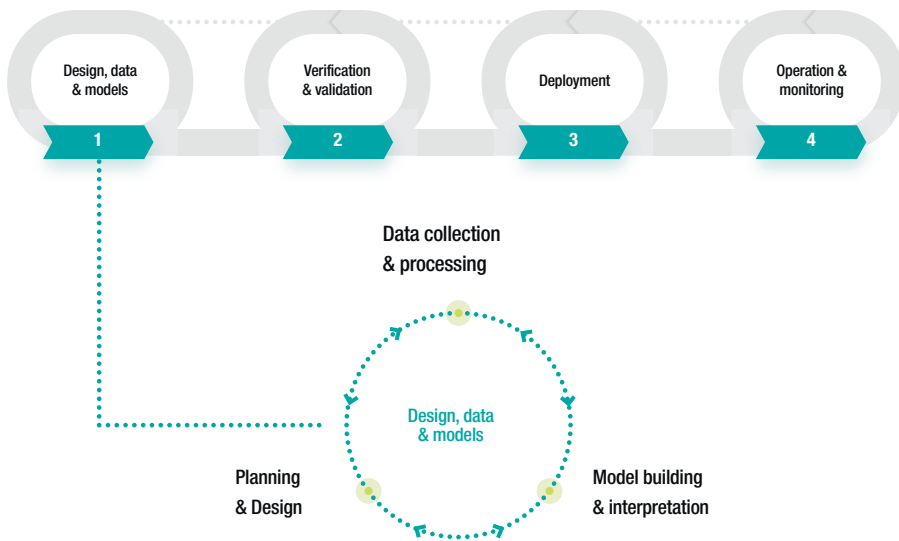 Design, data
& models
1
Verification
& validation
2
Deployment
3
Operation &
monitoring
4
Data collection
& processing
Design, data
& models
Planning
& Design
Model building
& interpretation